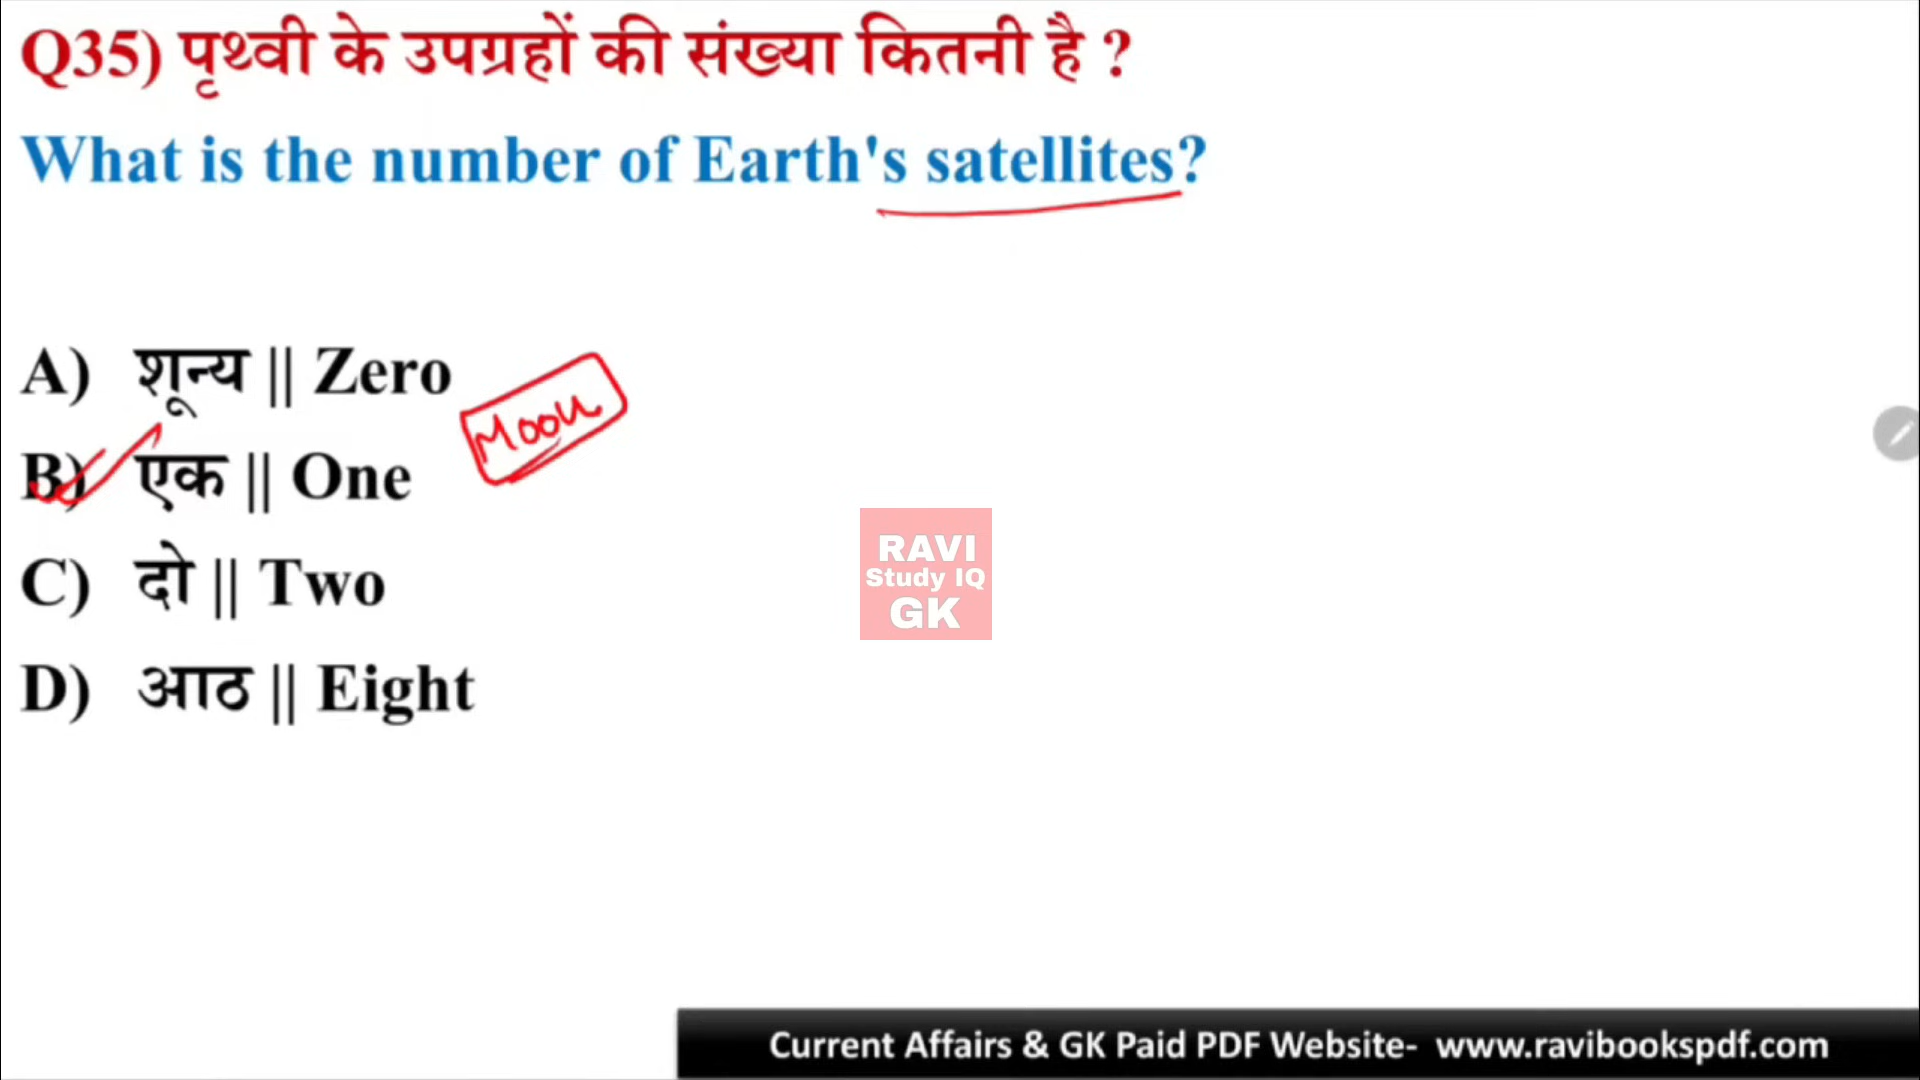 Q35) पृथ्वी के उपग्रहों की संख्या कितनी है ?
What is the number of Earth's satellites?
A) शून्य || Zero
Moon
B) एक || One
RAVI
Study IQ
GK
C) दो || Two
D) आठ || Eight
Current Affairs & GK Paid PDF Website- www.ravibookspdf.com